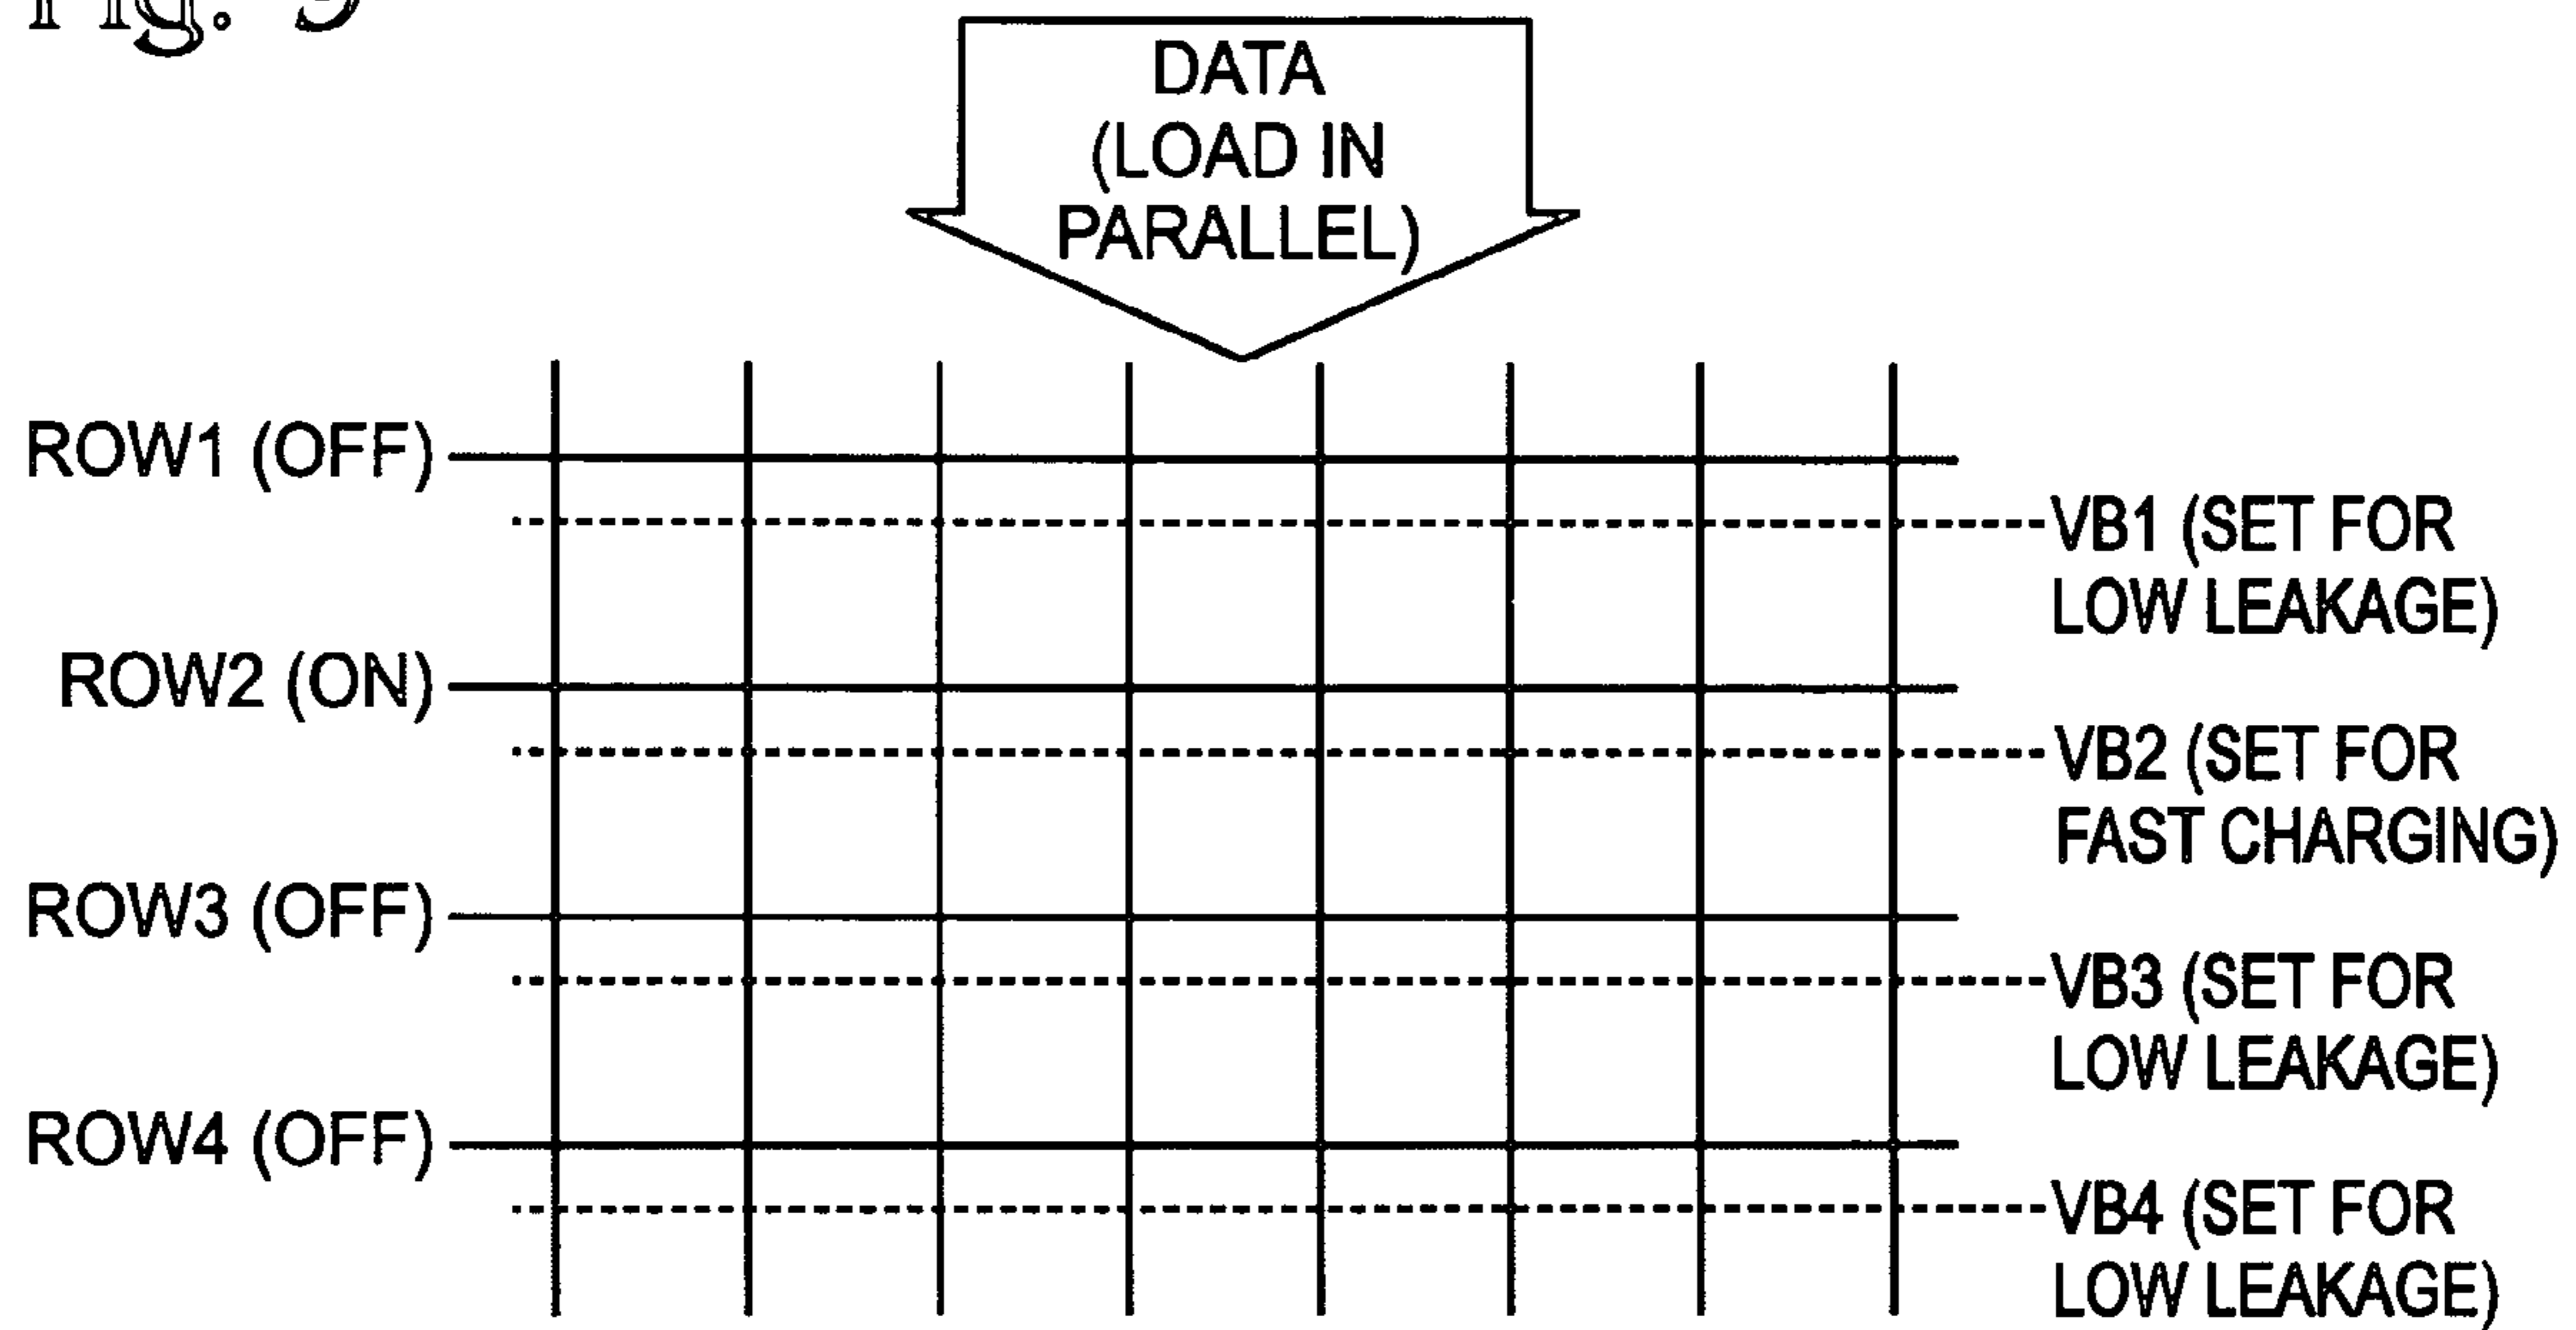 Fig.
DATA
(LOAD IN
PARALLEL)
ROW1 (OFF)
VB1 (SET FOR
LOW LEAKAGE)
ROW2 (ON)
VB2 (SET FOR
FAST CHARGING)
ROW3 (OFF)
VB3 (SET FOR
LOW LEAKAGE)
ROW4 (OFF)
VB4 (SET FOR
LOW LEAKAGE)